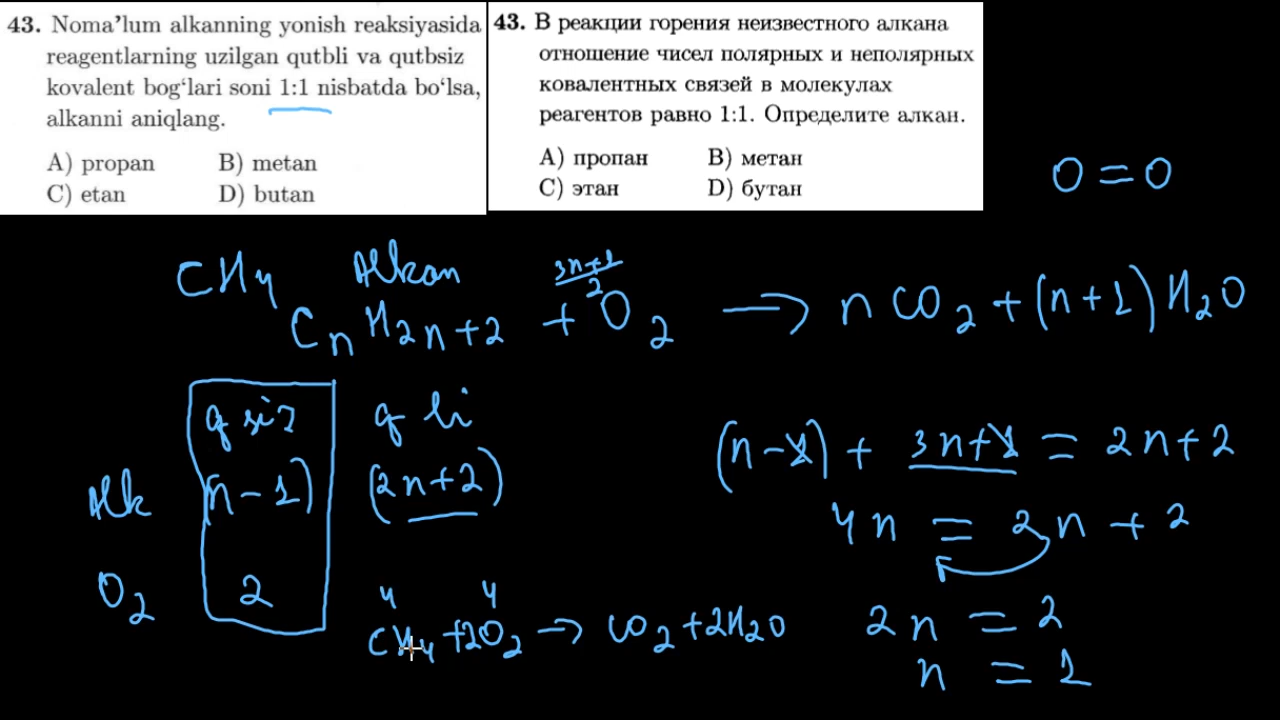 43. Noma’lum alkanning yonish reaksiyasida
reagentlarning uzilgan qutbli va qutbsiz
kovalent bog‘lari soni 1:1 nisbatda bo‘lsa,
alkanni aniqlang.
A) propan B) metan
C) etan D) butan
43. В реакции горения неизвестного алкана
отношение чисел полярных и неполярных
ковалентных связей в молекулах
реагентов равно 1:1. Определите алкан.
A) пропан B) метан
C) этан D) бутан
O = O
CH4 Alkan
CnH2n+2 + (3n+1)/2 O2 → nCO2 + (n+1)H2O
q siz q li
Alk (n-1) (2n+2)
O2 2
4 4
CH4 + 2O2 → CO2 + 2H2O
(n-1) + 3n+1 = 2n+2
4n = 2n + 2
2n = 2
n = 1